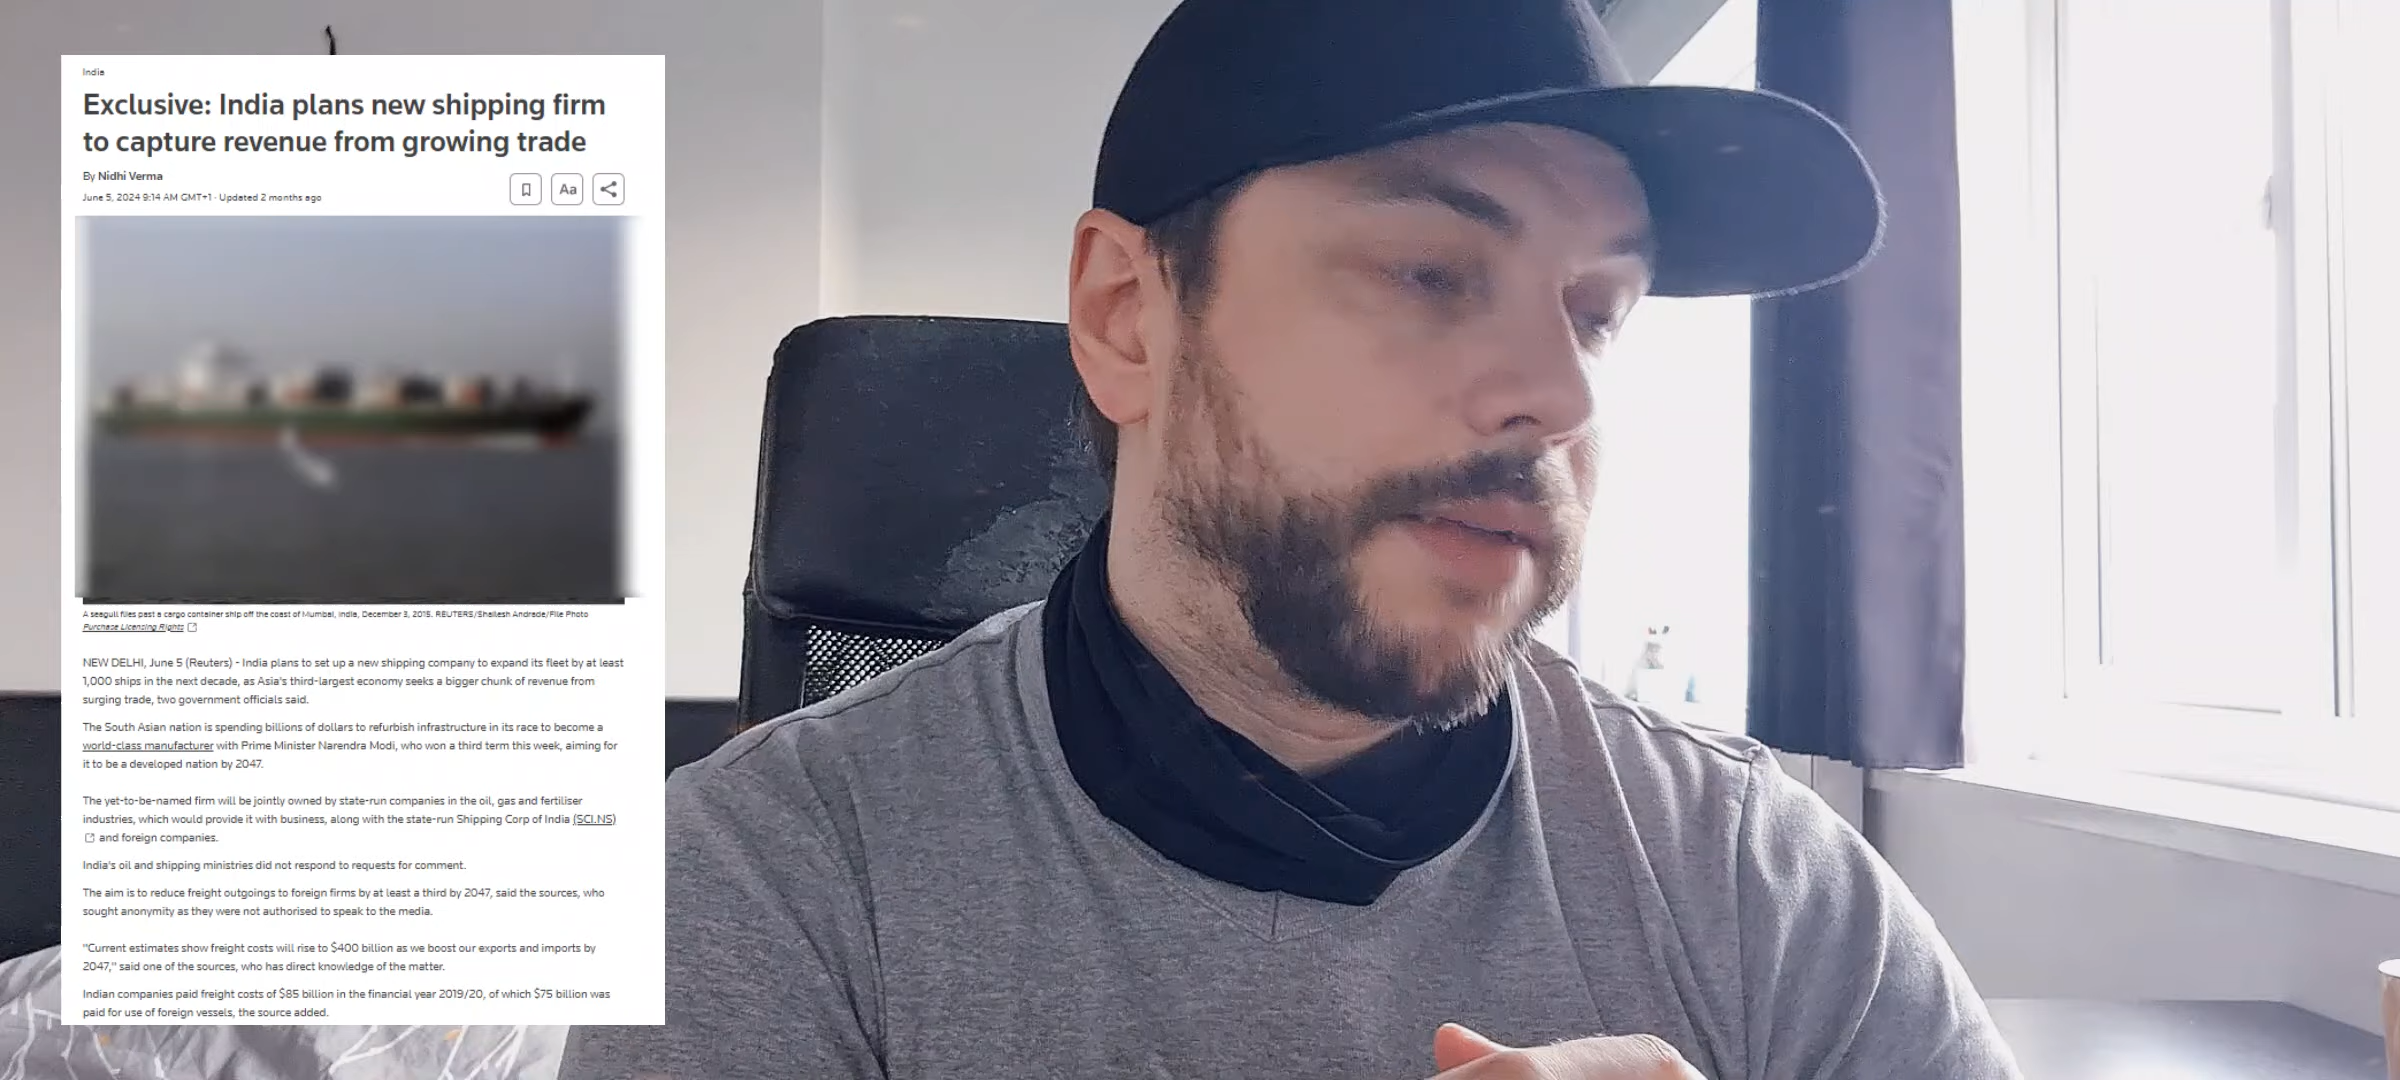 India
Exclusive: India plans new shipping firm
to capture revenue from growing trade
By Nidhi Verma
June 5, 2024 9:14 AM GMT+1 · Updated 2 months ago
Aa
A seagull flies past a cargo container ship off the coast of Mumbai, India, December 3, 2015. REUTERS/Shailesh Andrade/File Photo
Purchase Licensing Rights
NEW DELHI, June 5 (Reuters) - India plans to set up a new shipping company to expand its fleet by at least
1,000 ships in the next decade, as Asia's third-largest economy seeks a bigger chunk of revenue from
surging trade, two government officials said.
The South Asian nation is spending billions of dollars to refurbish infrastructure in its race to become a
world-class manufacturer with Prime Minister Narendra Modi, who won a third term this week, aiming for
it to be a developed nation by 2047.
The yet-to-be-named firm will be jointly owned by state-run companies in the oil, gas and fertiliser
industries, which would provide it with business, along with the state-run Shipping Corp of India (SCI.NS)
and foreign companies.
India's oil and shipping ministries did not respond to requests for comment.
The aim is to reduce freight outgoings to foreign firms by at least a third by 2047, said the sources, who
sought anonymity as they were not authorised to speak to the media.
"Current estimates show freight costs will rise to $400 billion as we boost our exports and imports by
2047," said one of the sources, who has direct knowledge of the matter.
Indian companies paid freight costs of $85 billion in the financial year 2019/20, of which $75 billion was
paid for use of foreign vessels, the source added.